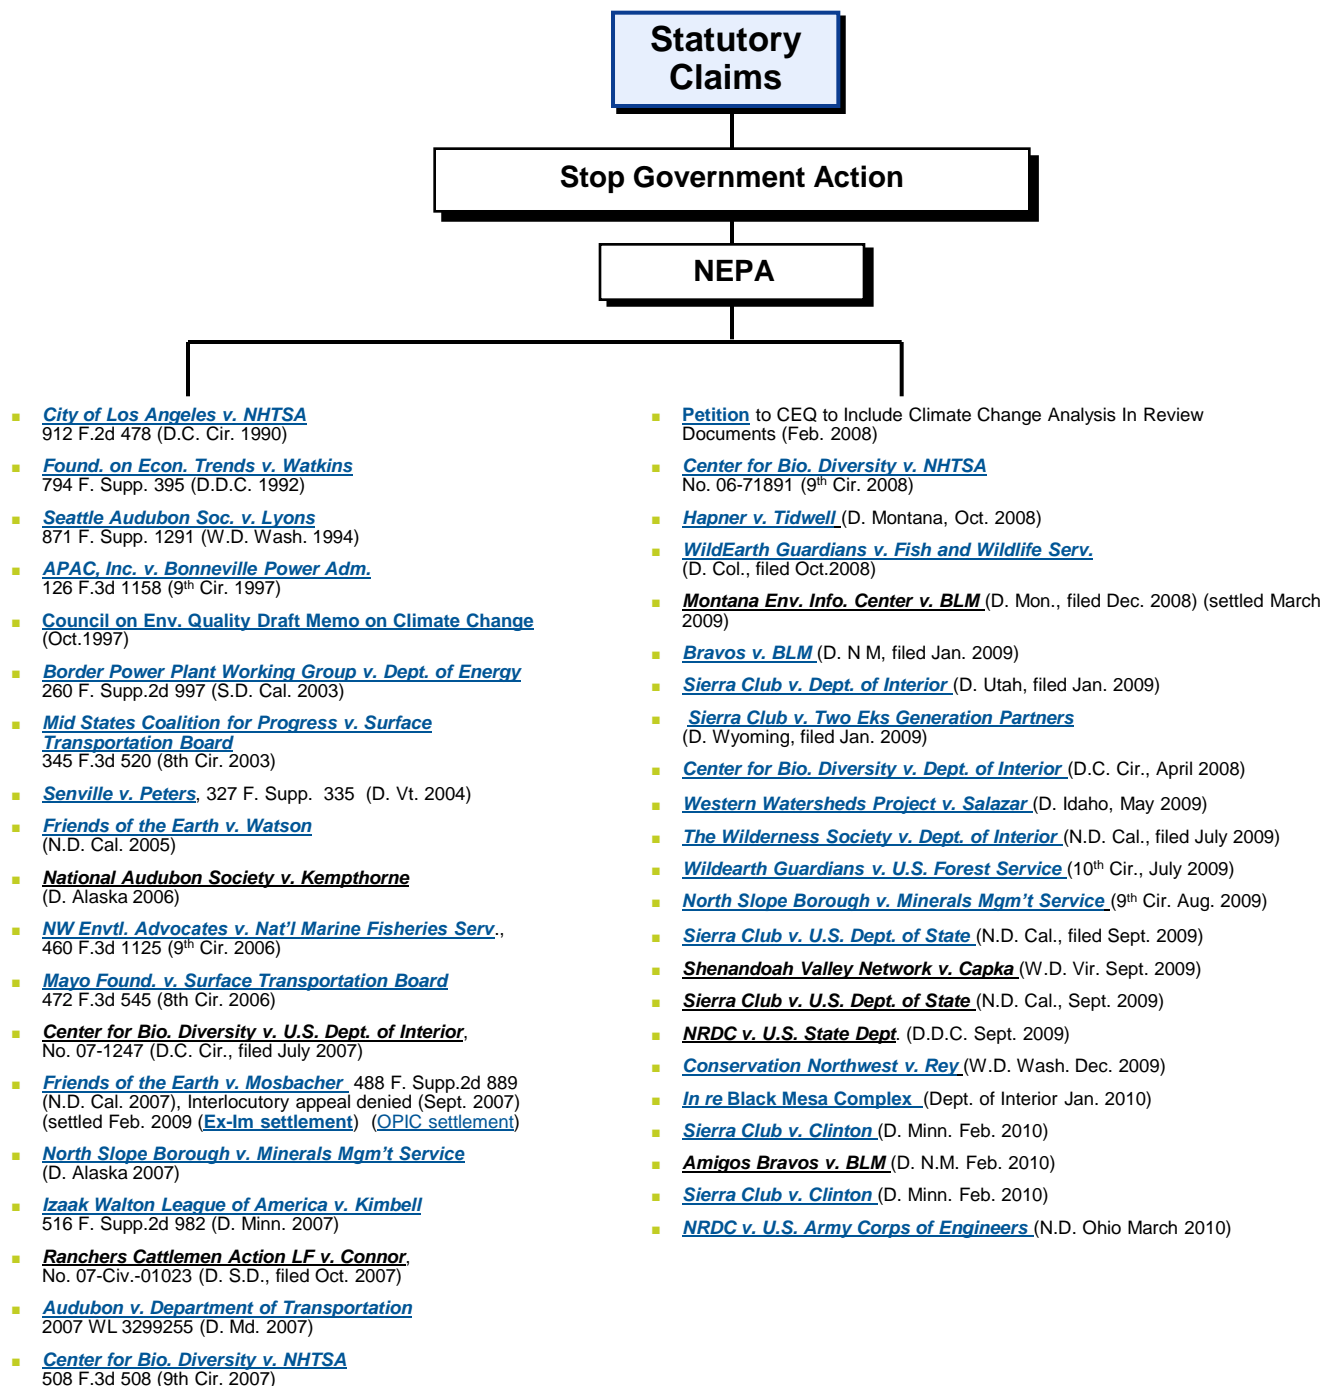 Statutory
Claims
Stop Government Action
NEPA
▪ City of Los Angeles v. NHTSA
912 F.2d 478 (D.C. Cir. 1990)
▪ Found. on Econ. Trends v. Watkins
794 F. Supp. 395 (D.D.C. 1992)
▪ Seattle Audubon Soc. v. Lyons
871 F. Supp. 1291 (W.D. Wash. 1994)
▪ APAC, Inc. v. Bonneville Power Adm.
126 F.3d 1158 (9th Cir. 1997)
▪ Council on Env. Quality Draft Memo on Climate Change
(Oct.1997)
▪ Border Power Plant Working Group v. Dept. of Energy
260 F. Supp.2d 997 (S.D. Cal. 2003)
▪ Mid States Coalition for Progress v. Surface
Transportation Board
345 F.3d 520 (8th Cir. 2003)
▪ Senville v. Peters, 327 F. Supp. 335 (D. Vt. 2004)
▪ Friends of the Earth v. Watson
(N.D. Cal. 2005)
▪ National Audubon Society v. Kempthorne
(D. Alaska 2006)
▪ NW Envtl. Advocates v. Nat'l Marine Fisheries Serv.,
460 F.3d 1125 (9th Cir. 2006)
▪ Mayo Found. v. Surface Transportation Board
472 F.3d 545 (8th Cir. 2006)
▪ Center for Bio. Diversity v. U.S. Dept. of Interior,
No. 07-1247 (D.C. Cir., filed July 2007)
▪ Friends of the Earth v. Mosbacher 488 F. Supp.2d 889
(N.D. Cal. 2007), Interlocutory appeal denied (Sept. 2007)
(settled Feb. 2009 (Ex-Im settlement) (OPIC settlement)
▪ North Slope Borough v. Minerals Mgm't Service
(D. Alaska 2007)
▪ Izaak Walton League of America v. Kimbell
516 F. Supp.2d 982 (D. Minn. 2007)
▪ Ranchers Cattlemen Action LF v. Connor,
No. 07-Civ.-01023 (D. S.D., filed Oct. 2007)
▪ Audubon v. Department of Transportation
2007 WL 3299255 (D. Md. 2007)
▪ Center for Bio. Diversity v. NHTSA
508 F.3d 508 (9th Cir. 2007)
▪ Petition to CEQ to Include Climate Change Analysis In Review
Documents (Feb. 2008)
▪ Center for Bio. Diversity v. NHTSA
No. 06-71891 (9th Cir. 2008)
▪ Hapner v. Tidwell (D. Montana, Oct. 2008)
▪ WildEarth Guardians v. Fish and Wildlife Serv.
(D. Col., filed Oct.2008)
▪ Montana Env. Info. Center v. BLM (D. Mon., filed Dec. 2008) (settled March
2009)
▪ Bravos v. BLM (D. N M, filed Jan. 2009)
▪ Sierra Club v. Dept. of Interior (D. Utah, filed Jan. 2009)
▪ Sierra Club v. Two Eks Generation Partners
(D. Wyoming, filed Jan. 2009)
▪ Center for Bio. Diversity v. Dept. of Interior (D.C. Cir., April 2008)
▪ Western Watersheds Project v. Salazar (D. Idaho, May 2009)
▪ The Wilderness Society v. Dept. of Interior (N.D. Cal., filed July 2009)
▪ Wildearth Guardians v. U.S. Forest Service (10th Cir., July 2009)
▪ North Slope Borough v. Minerals Mgm't Service (9th Cir. Aug. 2009)
▪ Sierra Club v. U.S. Dept. of State (N.D. Cal., filed Sept. 2009)
▪ Shenandoah Valley Network v. Capka (W.D. Vir. Sept. 2009)
▪ Sierra Club v. U.S. Dept. of State (N.D. Cal., Sept. 2009)
▪ NRDC v. U.S. State Dept. (D.D.C. Sept. 2009)
▪ Conservation Northwest v. Rey (W.D. Wash. Dec. 2009)
▪ In re Black Mesa Complex (Dept. of Interior Jan. 2010)
▪ Sierra Club v. Clinton (D. Minn. Feb. 2010)
▪ Amigos Bravos v. BLM (D. N.M. Feb. 2010)
▪ Sierra Club v. Clinton (D. Minn. Feb. 2010)
▪ NRDC v. U.S. Army Corps of Engineers (N.D. Ohio March 2010)